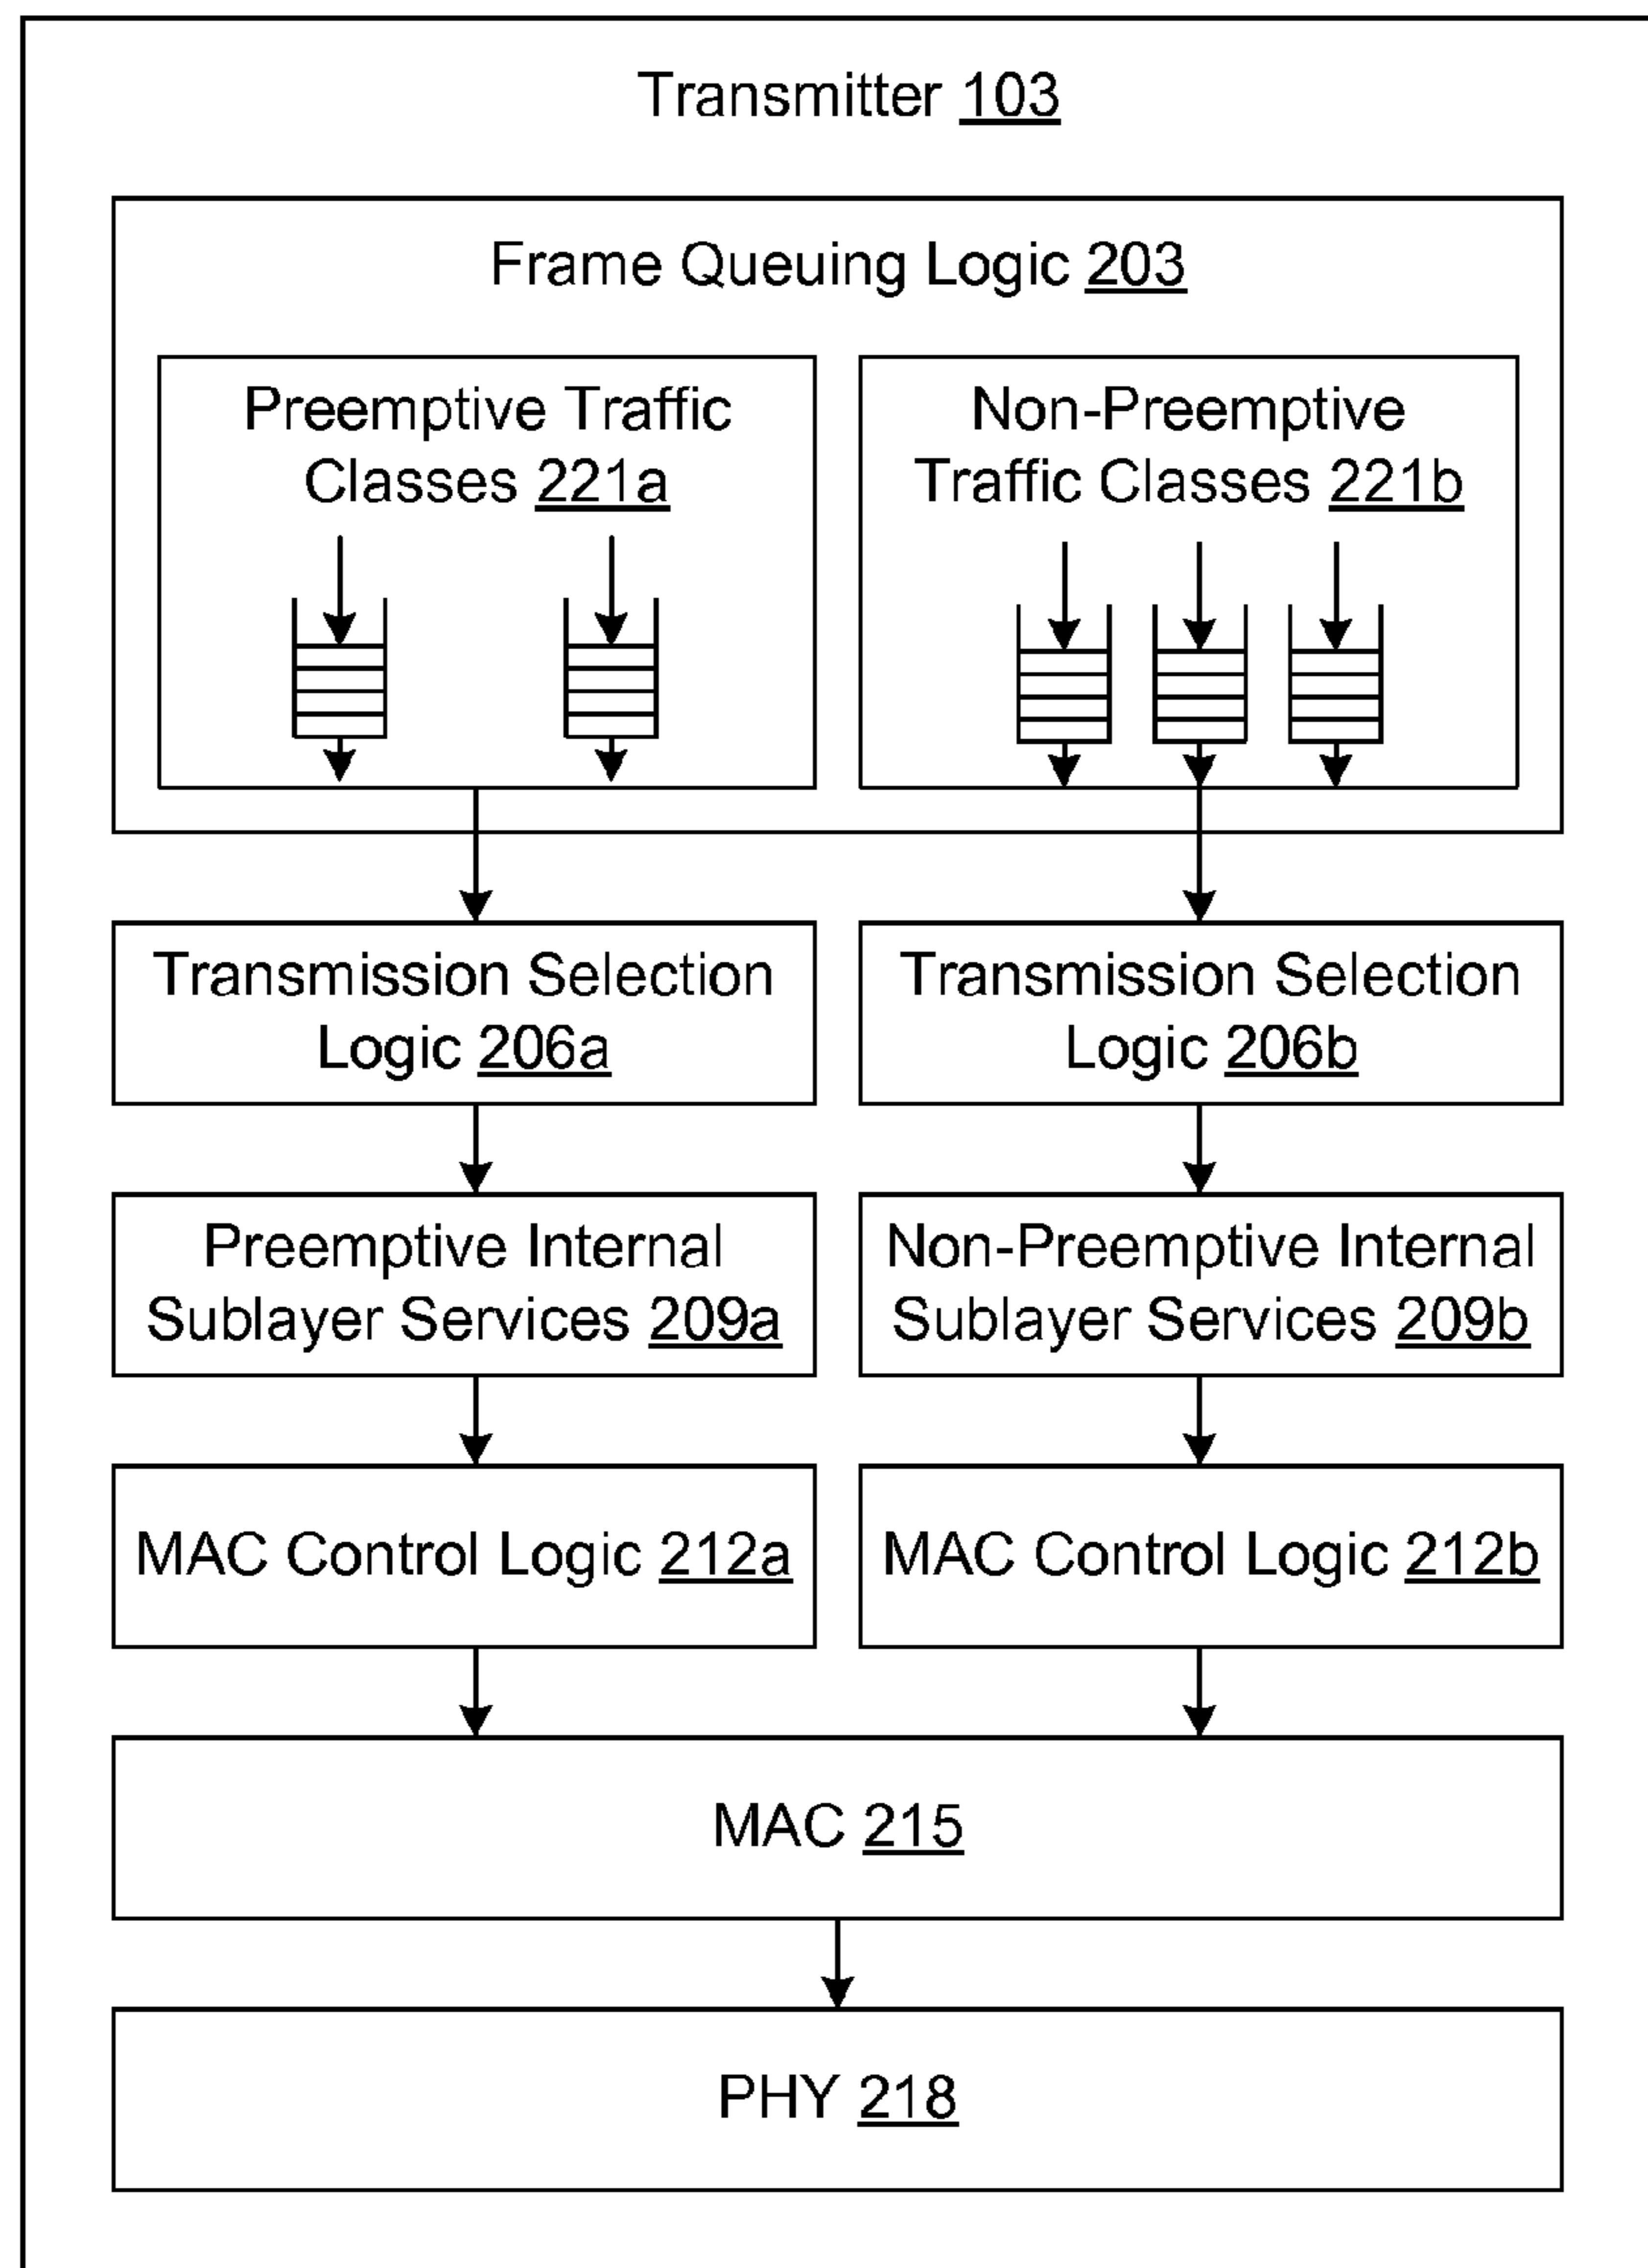 Transmitter 103
Frame Queuing Logic 203
Preemptive Traffic
Classes 221a
Non-Preemptive
Traffic Classes 221b
Transmission Selection
Logic 206a
Transmission Selection
Logic 206b
Preemptive Internal
Sublayer Services 209a
Non-Preemptive Internal
Sublayer Services 209b
MAC Control Logic 212a
MAC Control Logic 212b
MAC 215
PHY 218